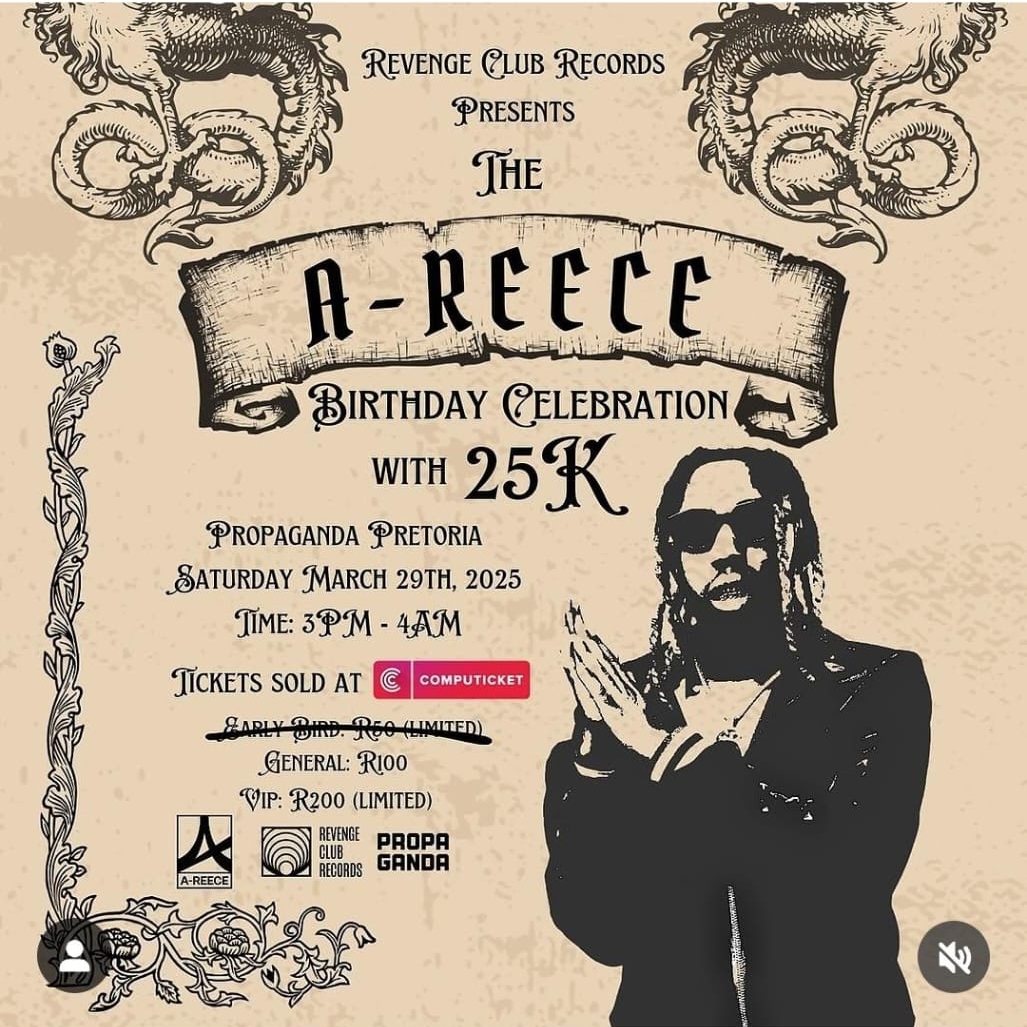 Revenge Club Records
Presents
The
A-REECE
Birthday Celebration
with 25K
Propaganda Pretoria
Saturday March 29th, 2025
Time: 3PM - 4AM
Tickets sold at COMPUTICKET
Early Bird: R50 (limited)
General: R100
Vip: R200 (limited)
A-REECE
REVENGE
CLUB
RECORDS
PROPA
GANDA